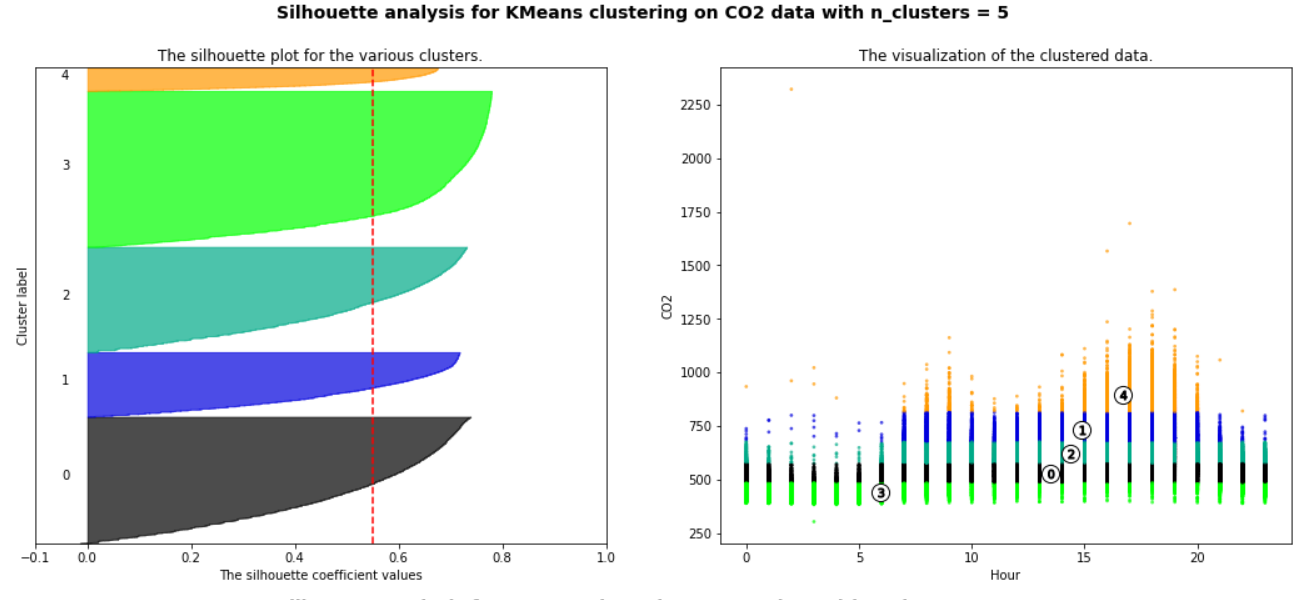 Silhouette analysis for KMeans clustering on CO2 data with n_clusters = 5
The silhouette plot for the various clusters.
4
3
2
1
0
Cluster label
−0.1 0.0 0.2 0.4 0.6 0.8 1.0
The silhouette coefficient values
The visualization of the clustered data.
2250
2000
1750
1500
1250
1000
750
500
250
CO2
4
1
2
0
3
0 5 10 15 20
Hour